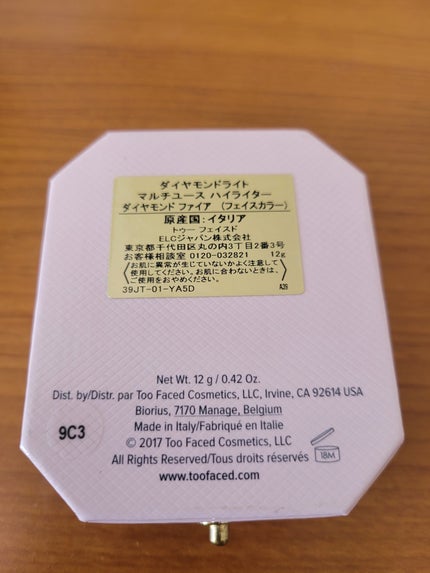 ダイヤモンドライト
マルチユース ハイライター
ダイヤモンド ファイア (フェイスカラー)
原産国:イタリア
トゥー フェイスド
ELCジャパン株式会社
東京都千代田区丸の内3丁目2番3号
お客様相談室 0120-032821 12g
お肌に異常が生じていないかよく注意して
使用してください。お肌に合わないときは、
ご使用をおやめください。
39JT-01-YA5D A39
Net. Wt. 12 g / 0.42 Oz.
Dist. by/Distr. par Too Faced Cosmetics, LLC, Irvine, CA 92614 USA
Biorius, 7170 Manage, Belgium
Made in Italy/Fabriqué en Italie
9C3
© 2017 Too Faced Cosmetics, LLC
All Rights Reserved/Tous droits réservés 18M
www.toofaced.com